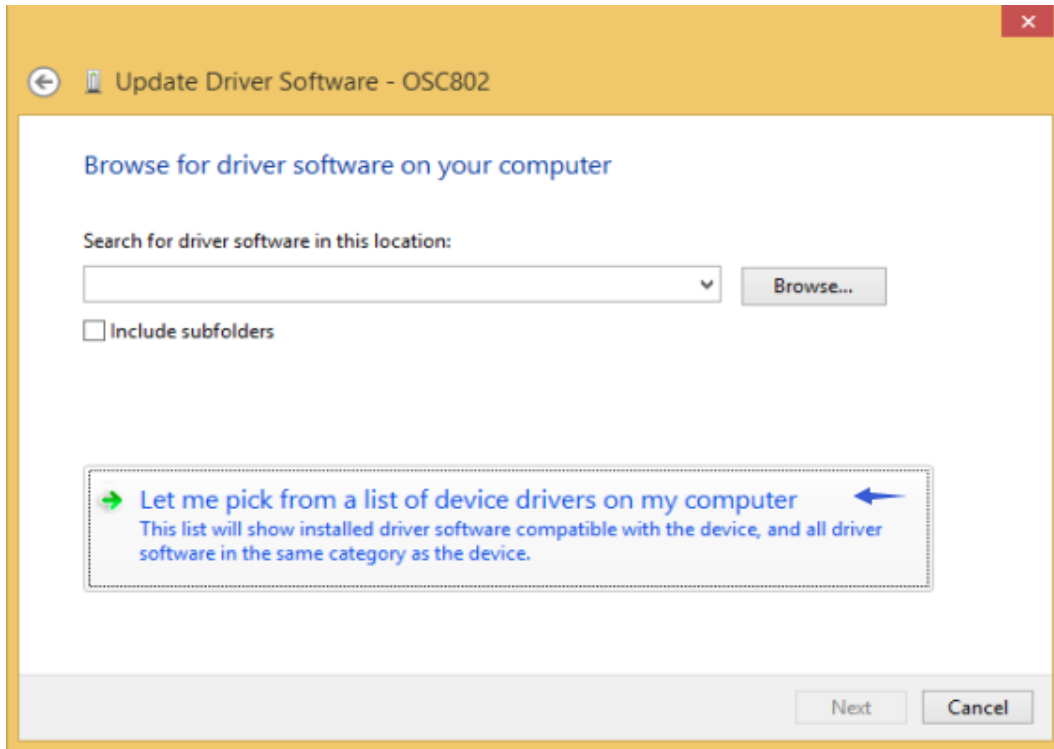 Update Driver Software - OSC802
Browse for driver software on your computer
Search for driver software in this location:
Browse...
Include subfolders
Let me pick from a list of device drivers on my computer
This list will show installed driver software compatible with the device, and all driver
software in the same category as the device.
Next
Cancel